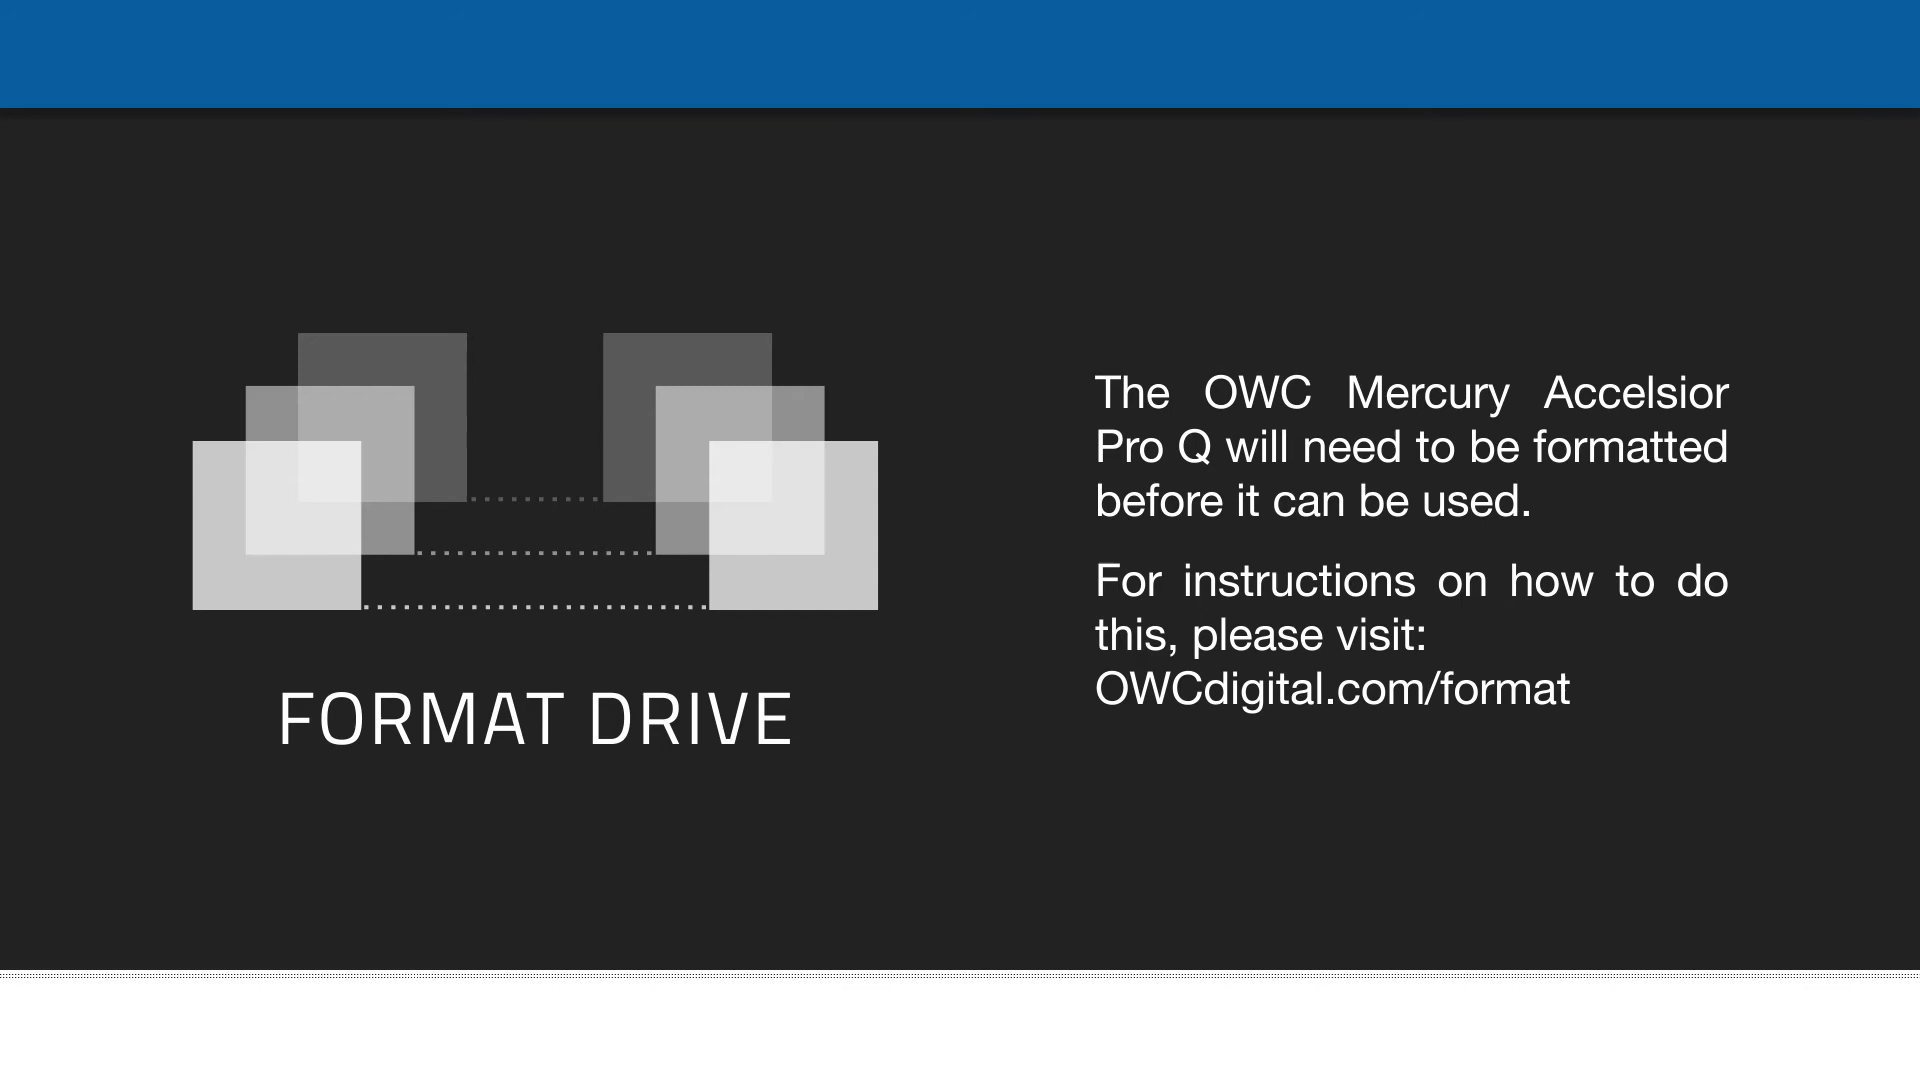 FORMAT DRIVE
The OWC Mercury Accelsior
Pro Q will need to be formatted
before it can be used.
For instructions on how to do
this, please visit:
OWCdigital.com/format